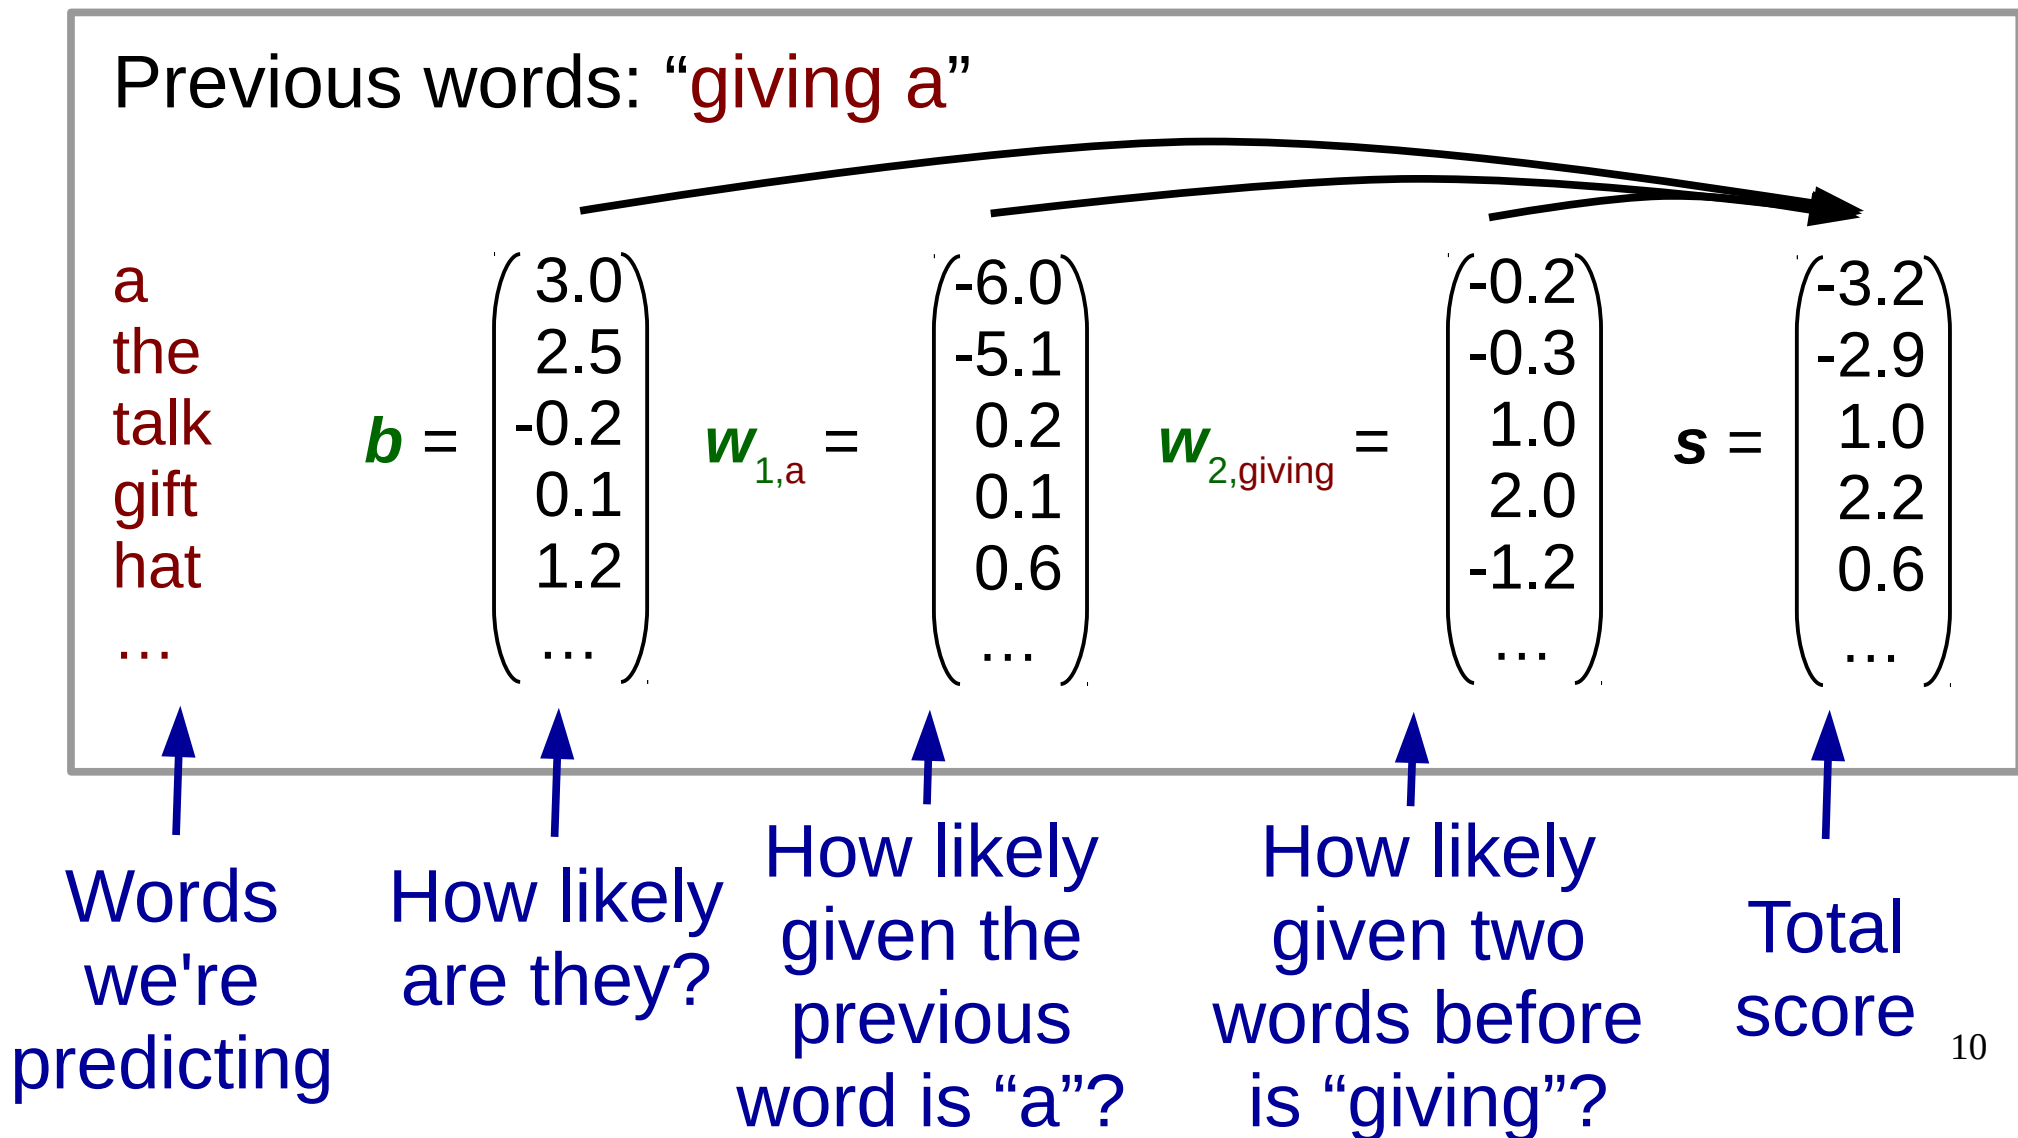 Previous words: “giving a”
a 3.0 -6.0 -0.2 -3.2
the 2.5 -5.1 -0.3 -2.9
talk -0.2 0.2 1.0 1.0
b = w1,a = w2,giving = s =
gift 0.1 0.1 2.0 2.2
hat 1.2 0.6 -1.2 0.6
… … … … …
Words
we're
predicting
How likely
are they?
How likely
given the
previous
word is “a”?
How likely
given two
words before
is “giving”?
Total
score
10